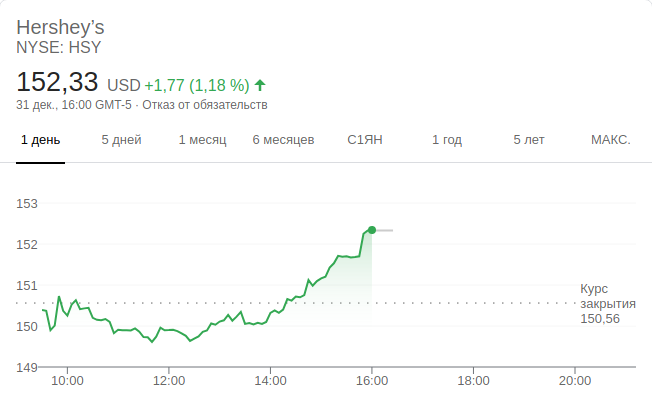 Hershey’s
NYSE: HSY
152,33 USD +1,77 (1,18 %)
31 дек., 16:00 GMT-5 · Отказ от обязательств
1 день 5 дней 1 месяц 6 месяцев С1ЯН 1 год 5 лет МАКС.
153
152
151
150
149
Курс
закрытия
150,56
10:00 12:00 14:00 16:00 18:00 20:00